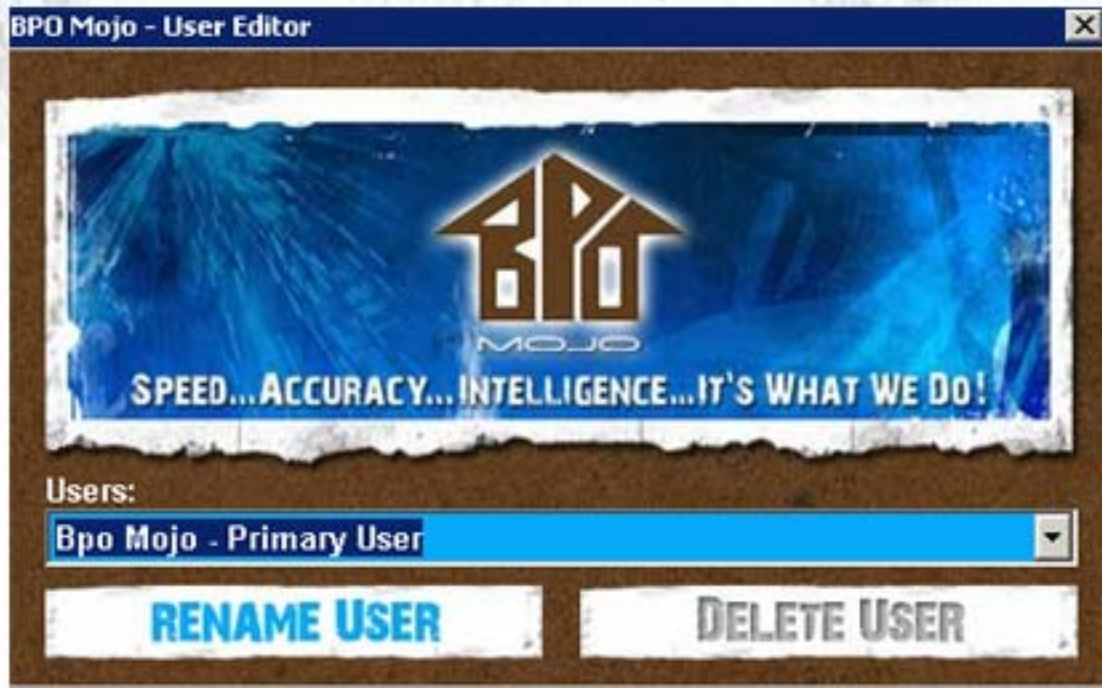 BPO Mojo - User Editor
BPO
MOJO
SPEED...ACCURACY...INTELLIGENCE...IT'S WHAT WE DO!
Users:
Bpo Mojo - Primary User
RENAME USER
DELETE USER